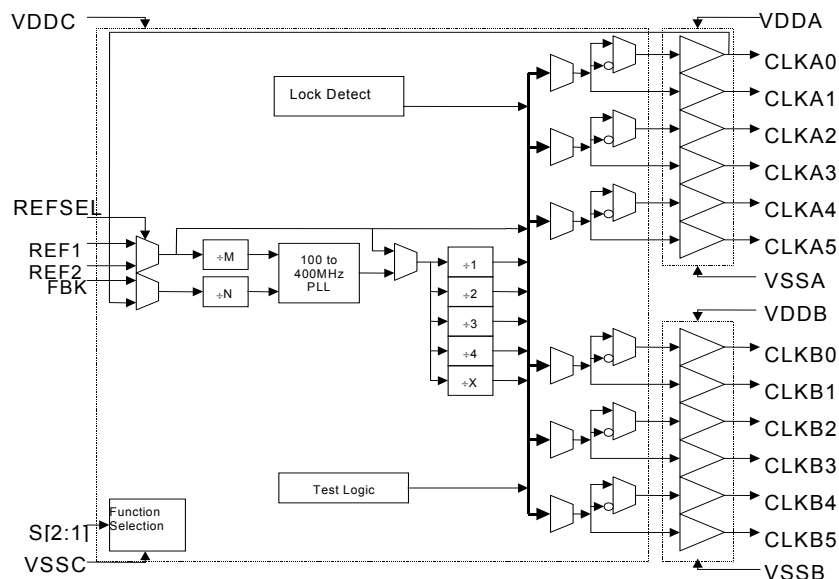 VDDC
VDDA
CLKA0
Lock Detect
CLKA1
CLKA2
CLKA3
REFSEL
CLKA4
REF1
÷M
100 to
400MHz
PLL
÷1
CLKA5
REF2
FBK
÷N
÷2
VSSA
÷3
VDDB
÷4
CLKB0
÷X
CLKB1
CLKB2
CLKB3
Test Logic
CLKB4
Function
Selection
S[2:1]
CLKB5
VSSC
VSSB